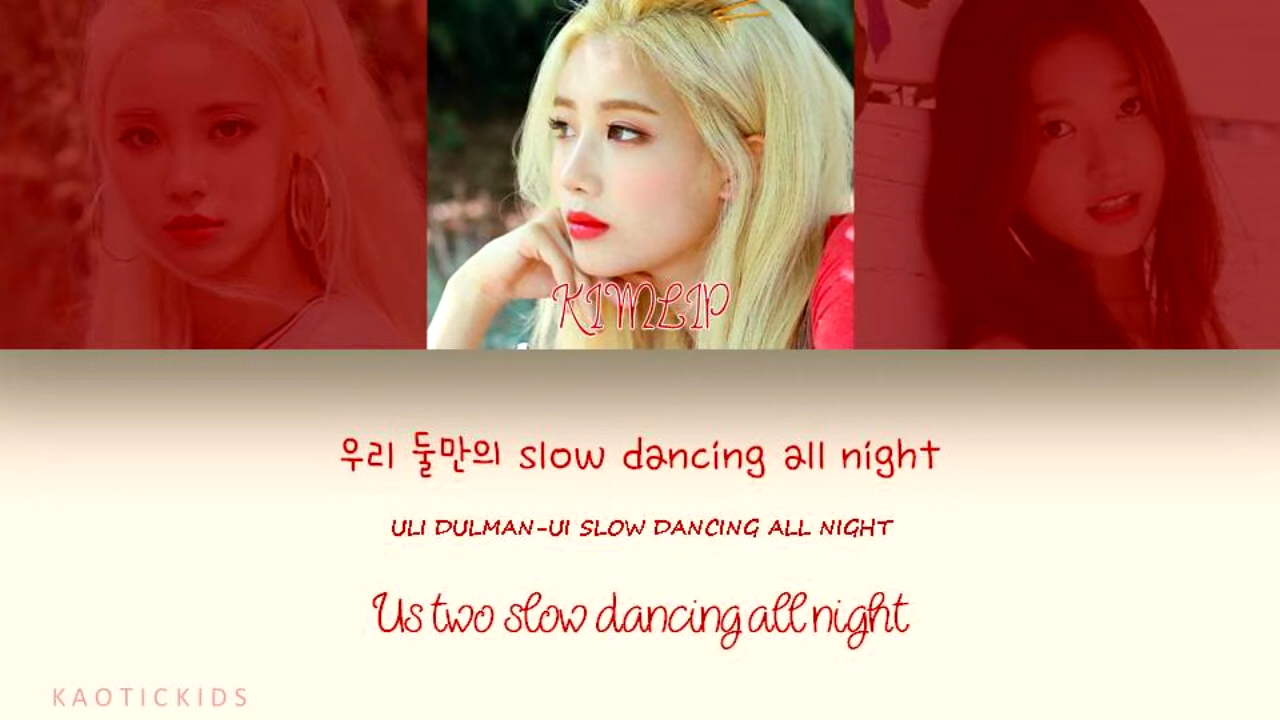 KIMLIP
우리 둘만의 slow dancing all night
ULI DULMAN-UI SLOW DANCING ALL NIGHT
Us two slow dancing all night
KAOTICKIDS